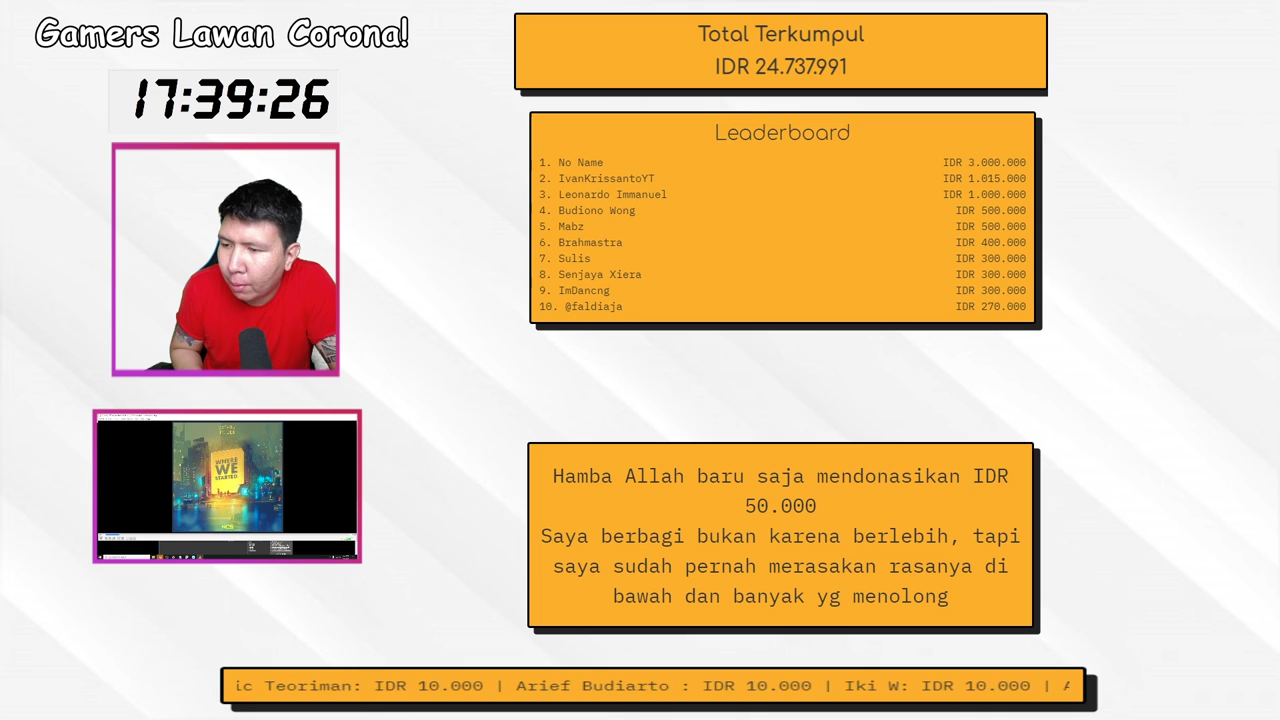 Gamers Lawan Corona!
17:39:26
Total Terkumpul
IDR 24.737.991
Leaderboard
1. No Name IDR 3.000.000
2. IvanKrissantoYT IDR 1.015.000
3. Leonardo Immanuel IDR 1.000.000
4. Budiono Wong IDR 500.000
5. Mabz IDR 500.000
6. Brahmastra IDR 400.000
7. Sulis IDR 300.000
8. Senjaya Xiera IDR 300.000
9. ImDancng IDR 300.000
10. @faldiaja IDR 270.000
WHERE
WE
STARTED
NCS
Hamba Allah baru saja mendonasikan IDR
50.000
Saya berbagi bukan karena berlebih, tapi
saya sudah pernah merasakan rasanya di
bawah dan banyak yg menolong
ic Teoriman: IDR 10.000 | Arief Budiarto : IDR 10.000 | Iki W: IDR 10.000 |